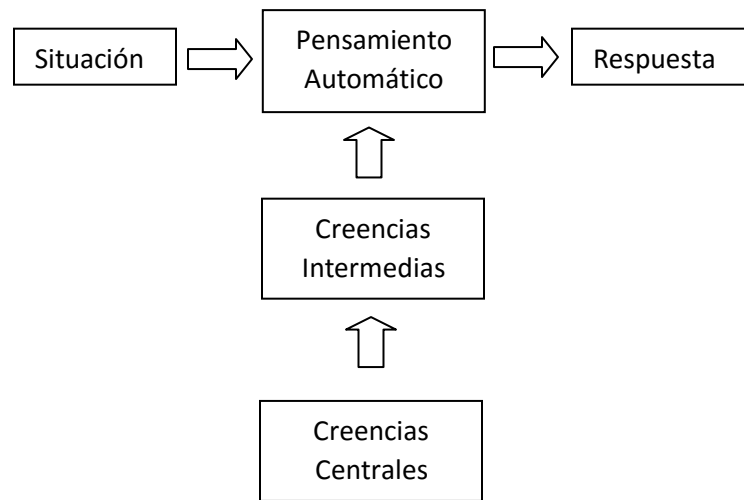 Situación
Pensamiento
Automático
Respuesta
Creencias
Intermedias
Creencias
Centrales